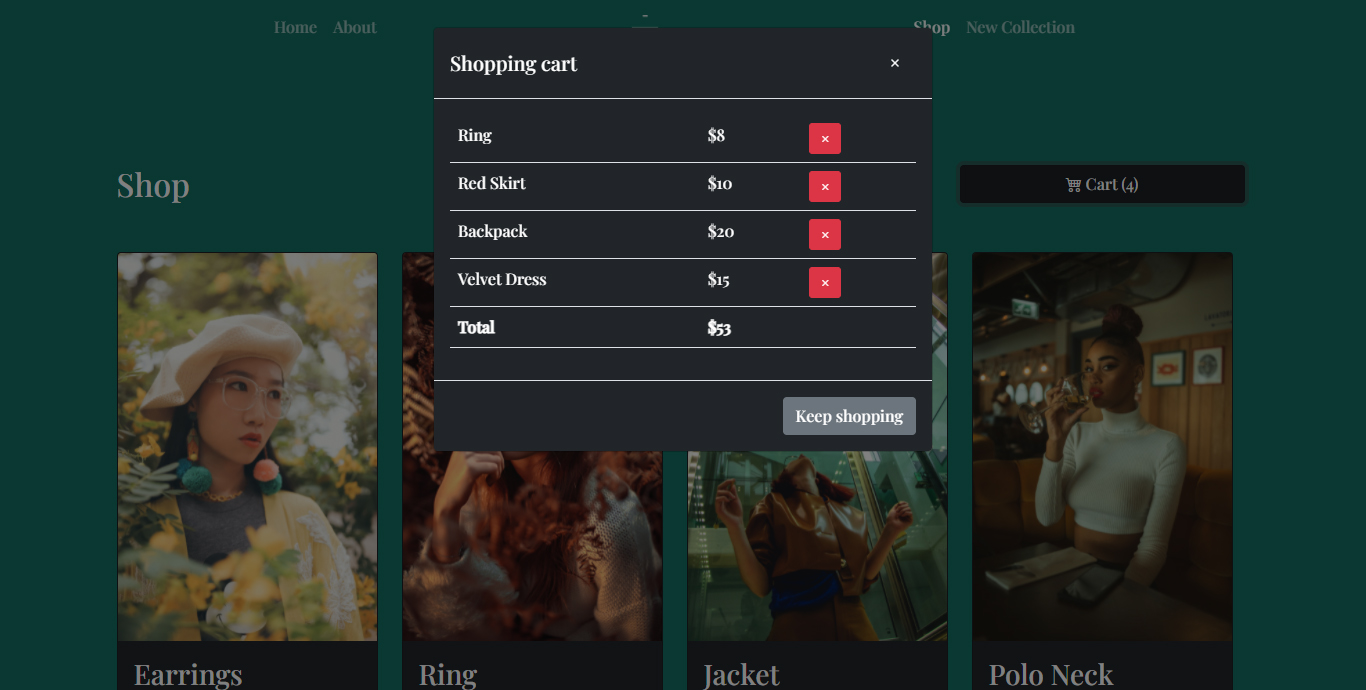 Home About Shop New Collection
Shopping cart ×
Ring $8 ×
Red Skirt $10 ×
Backpack $20 ×
Velvet Dress $15 ×
Total $53
Keep shopping
Shop
Cart (4)
Earrings
Ring
Jacket
Polo Neck